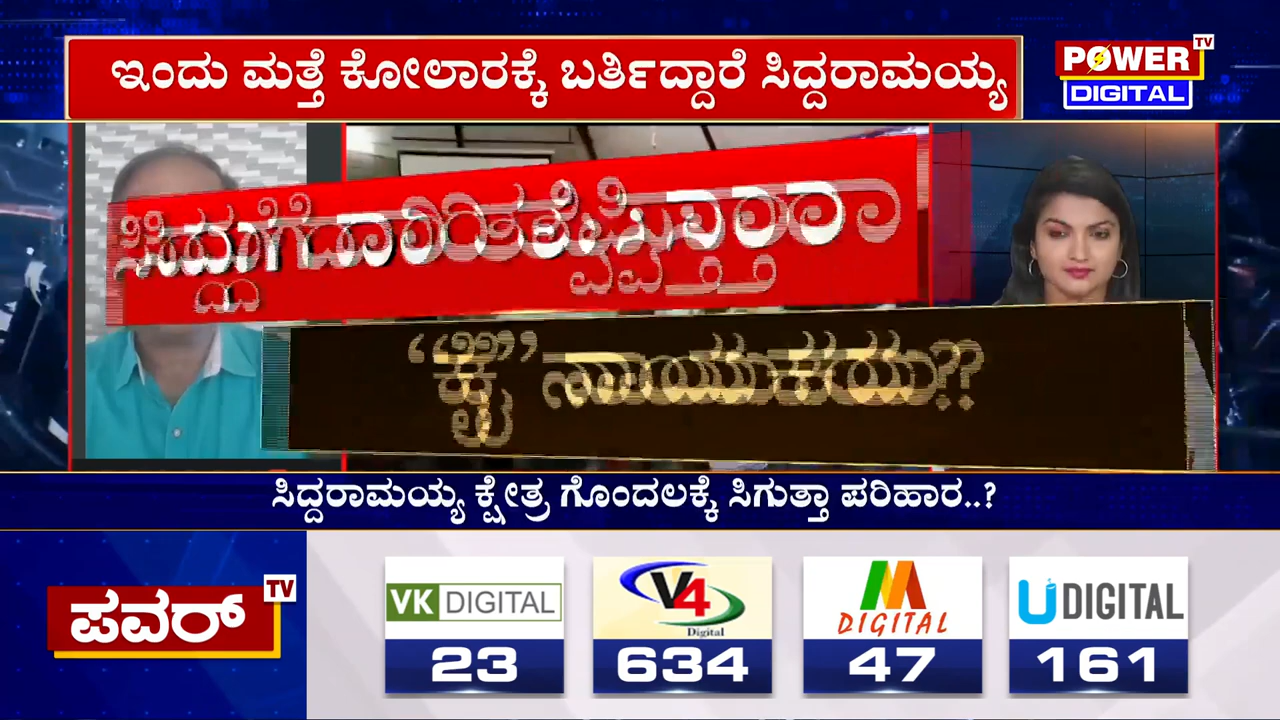 ಇಂದು ಮತ್ತೆ ಕೋಲಾರಕ್ಕೆ ಬರ್ತಿದ್ದಾರೆ ಸಿದ್ದರಾಮಯ್ಯ
POWER TV
DIGITAL
ಸಿದ್ದರಾಮಯ್ಯ ಕ್ಷೇತ್ರ ಗೊಂದಲಕ್ಕೆ ಸಿಗುತ್ತಾ ಪರಿಹಾರ..?
ಪವರ್ TV
VK DIGITAL
V4 Digital
M DIGITAL
U DIGITAL
23
634
47
161